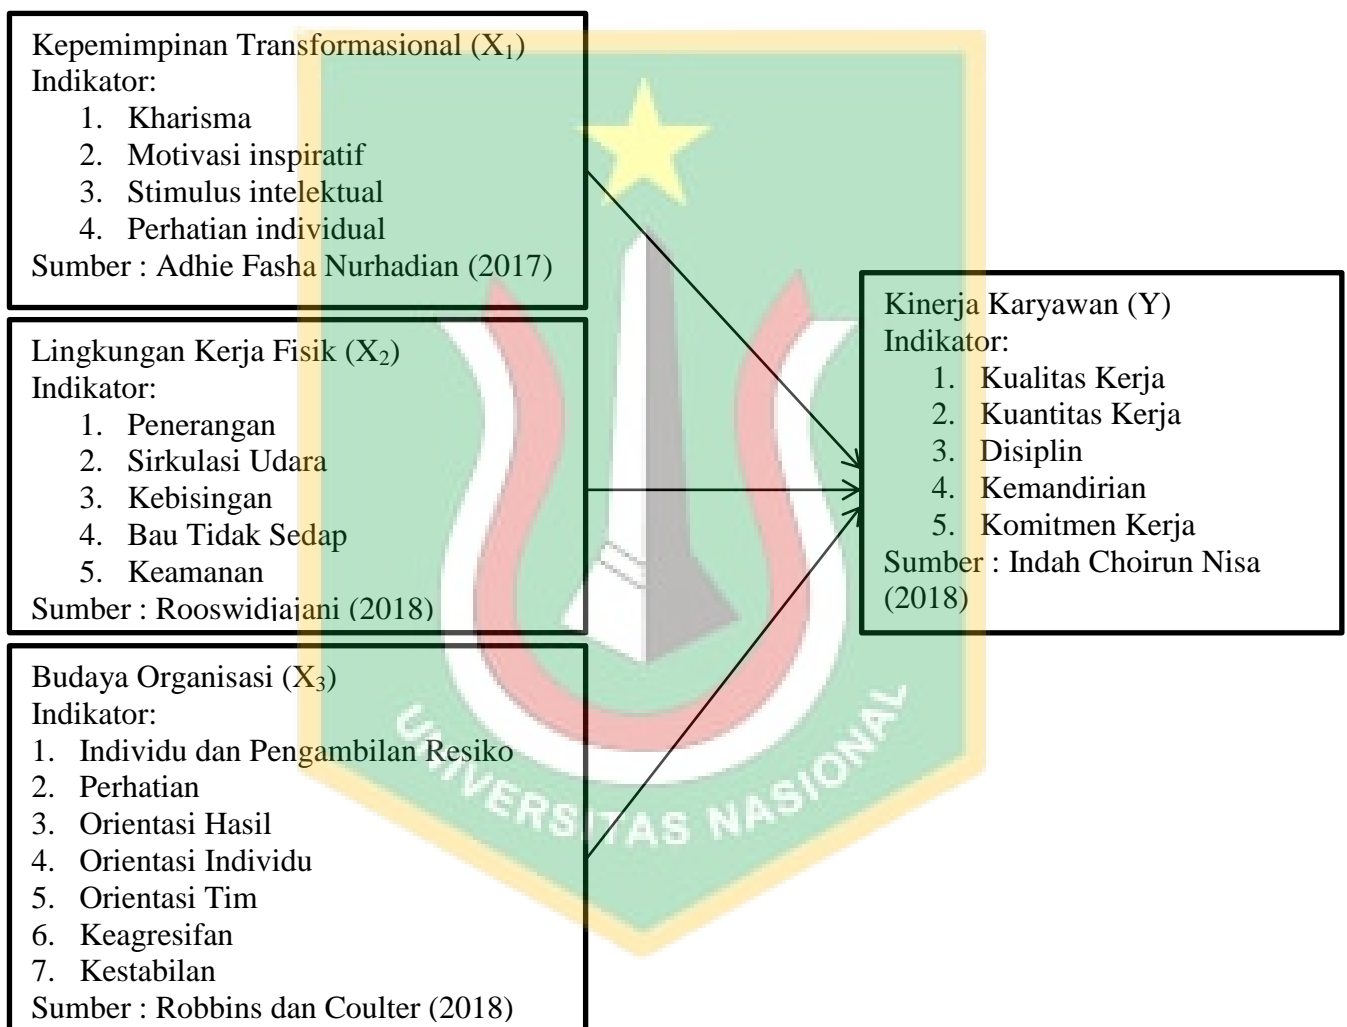 Kepemimpinan Transformasional (X₁)
Indikator:
1. Kharisma
2. Motivasi inspiratif
3. Stimulus intelektual
4. Perhatian individual
Sumber : Adhie Fasha Nurhadian (2017)
Lingkungan Kerja Fisik (X₂)
Indikator:
1. Penerangan
2. Sirkulasi Udara
3. Kebisingan
4. Bau Tidak Sedap
5. Keamanan
Sumber : Rooswidjajani (2018)
Budaya Organisasi (X₃)
Indikator:
1. Individu dan Pengambilan Resiko
2. Perhatian
3. Orientasi Hasil
4. Orientasi Individu
5. Orientasi Tim
6. Keagresifan
7. Kestabilan
Sumber : Robbins dan Coulter (2018)
Kinerja Karyawan (Y)
Indikator:
1. Kualitas Kerja
2. Kuantitas Kerja
3. Disiplin
4. Kemandirian
5. Komitmen Kerja
Sumber : Indah Choirun Nisa
(2018)
UNIVERSITAS NASIONAL